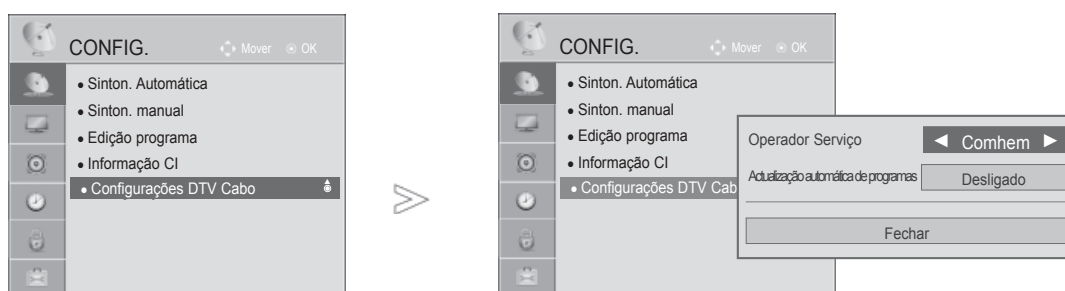 CONFIG. Mover OK
• Sinton. Automática
• Sinton. manual
• Edição programa
• Informação CI
• Configurações DTV Cabo
CONFIG. Mover OK
• Sinton. Automática
• Sinton. manual
• Edição programa
• Informação CI
• Configurações DTV Cab
Operador Serviço ◄ Comhem ►
Actualização automática de programas Desligado
Fechar